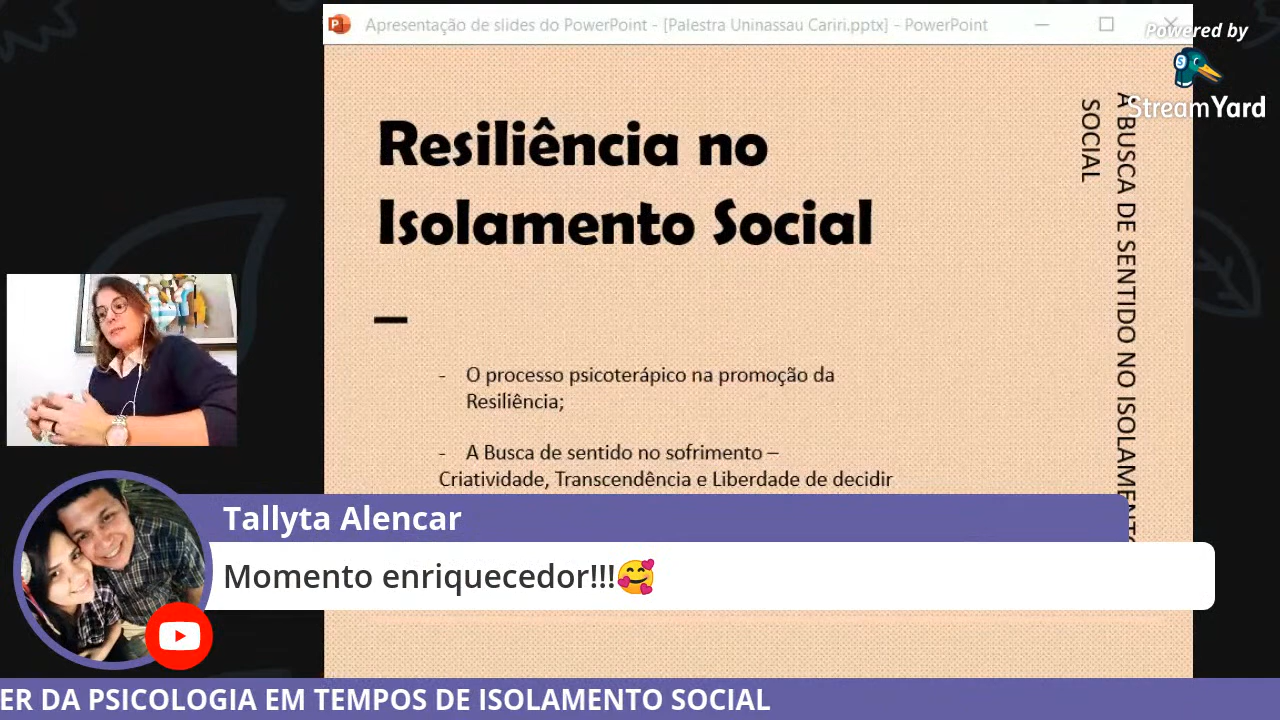 Apresentação de slides do PowerPoint - [Palestra Uninassau Cariri.pptx] - PowerPoint
Powered by
StreamYard
Resiliência no
Isolamento Social
A BUSCA DE SENTIDO NO ISOLAMENTO
SOCIAL
- O processo psicoterápico na promoção da
Resiliência;
- A Busca de sentido no sofrimento –
Criatividade, Transcendência e Liberdade de decidir
Tallyta Alencar
Momento enriquecedor!!!🥰
ER DA PSICOLOGIA EM TEMPOS DE ISOLAMENTO SOCIAL